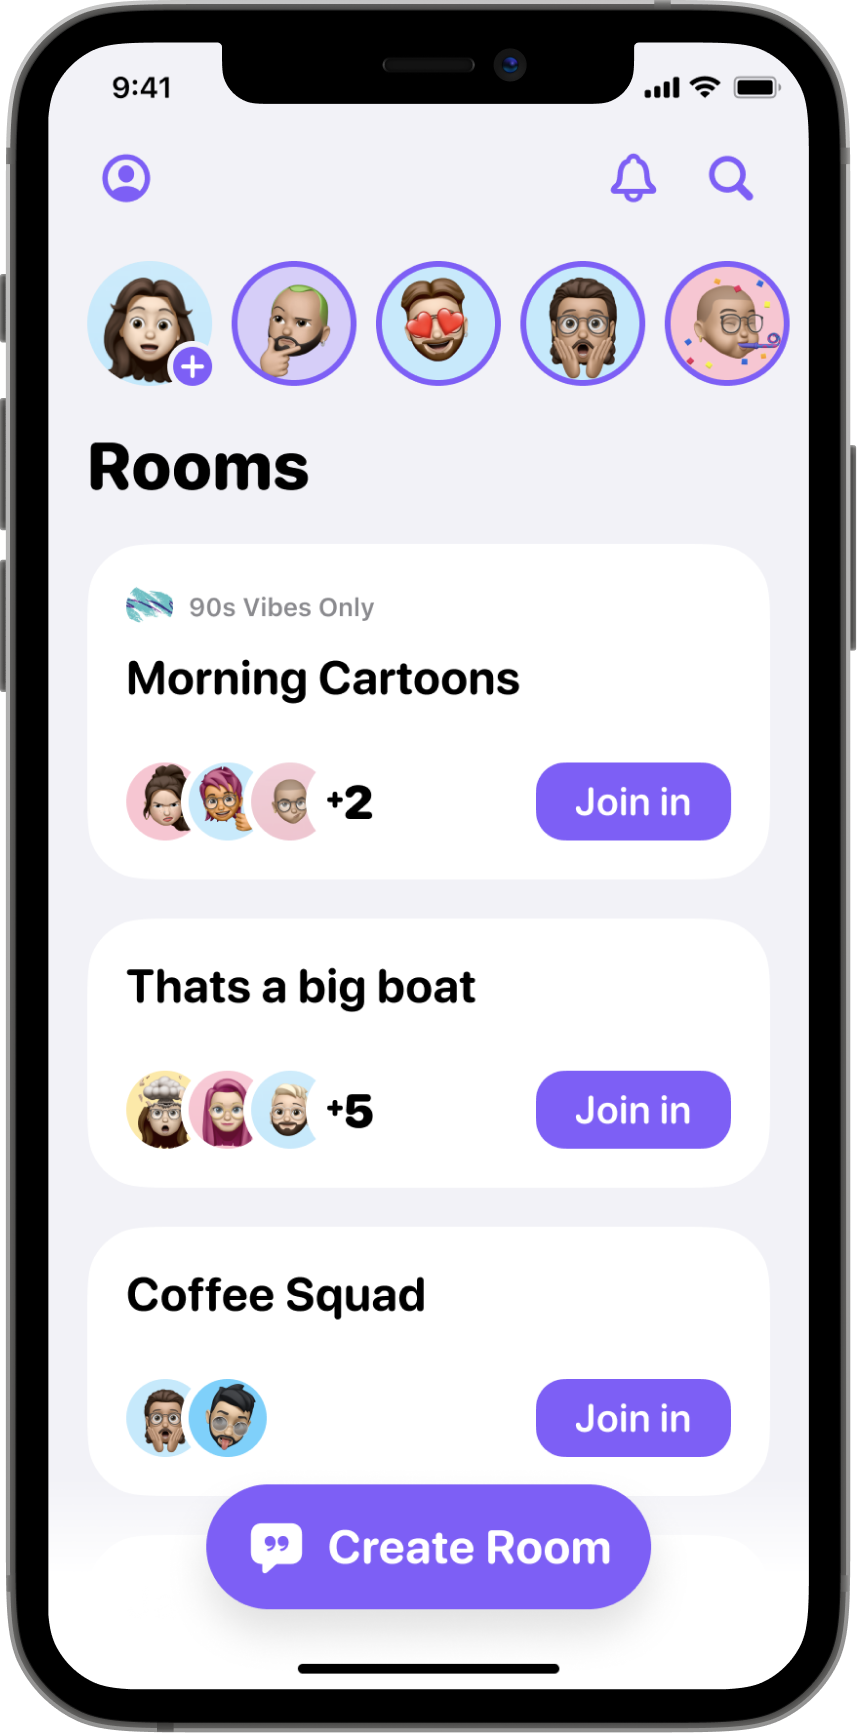 9:41
Rooms
90s Vibes Only
Morning Cartoons
+2
Join in
Thats a big boat
+5
Join in
Coffee Squad
Join in
Create Room